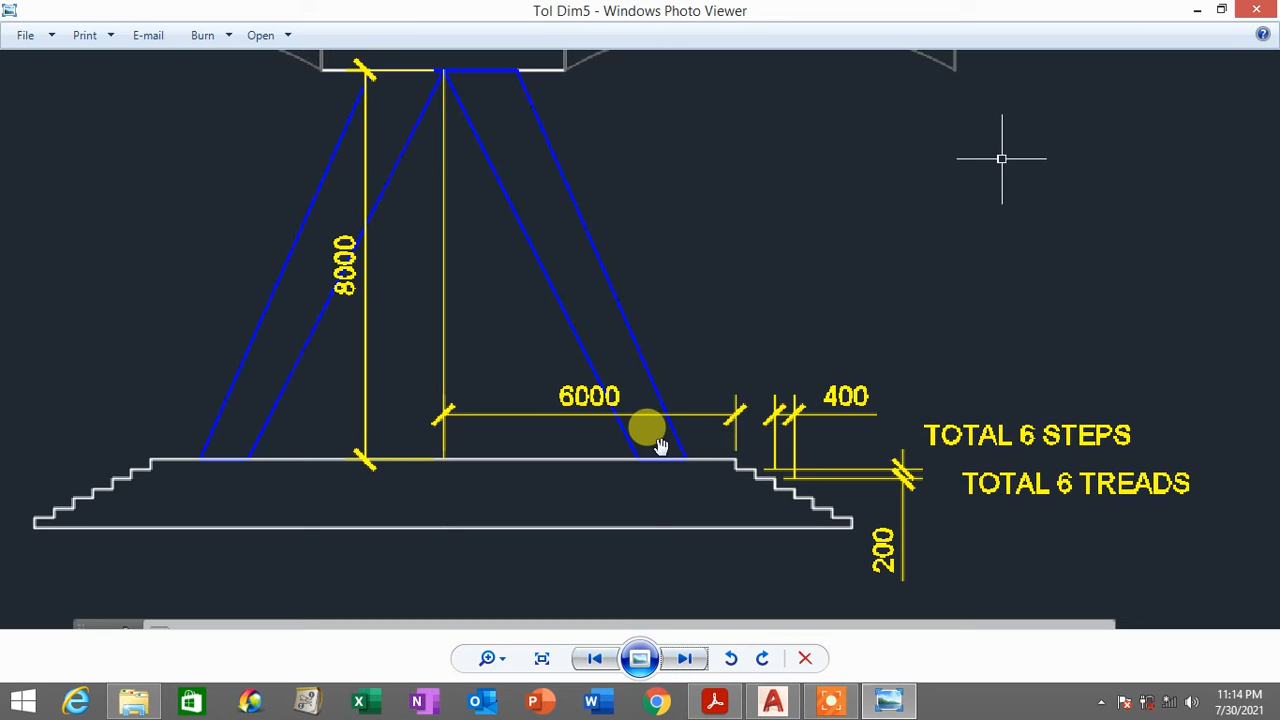 Tol Dim5 - Windows Photo Viewer
File Print E-mail Burn Open
8000
6000
400
TOTAL 6 STEPS
TOTAL 6 TREADS
200
11:14 PM
7/30/2021